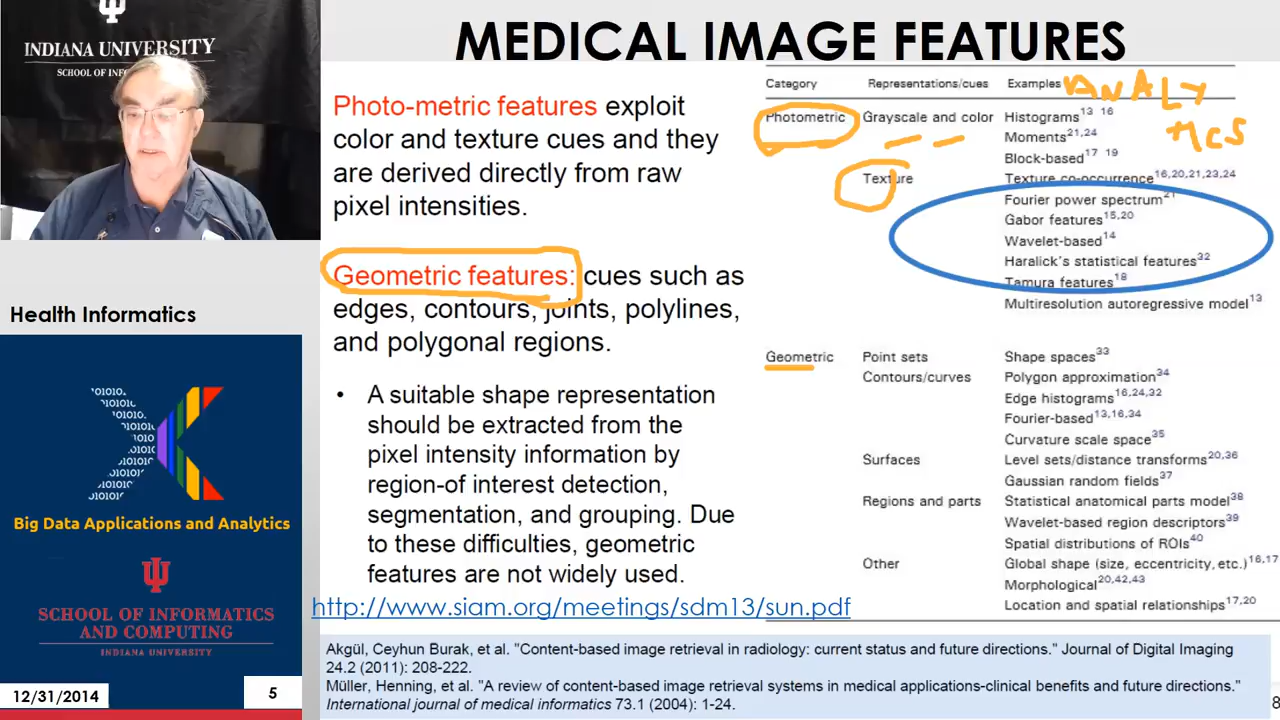 INDIANA UNIVERSITY
SCHOOL OF INFOR
MEDICAL IMAGE FEATURES
Photo-metric features exploit
color and texture cues and they
are derived directly from raw
pixel intensities.
Geometric features: cues such as
edges, contours, joints, polylines,
and polygonal regions.
• A suitable shape representation
should be extracted from the
pixel intensity information by
region-of interest detection,
segmentation, and grouping. Due
to these difficulties, geometric
features are not widely used.
http://www.siam.org/meetings/sdm13/sun.pdf
Category Representations/cues Examples
ANALY
TICS
Photometric Grayscale and color Histograms13 16
Moments21,24
Block-based17 19
Texture Texture co-occurrence16,20,21,23,24
Fourier power spectrum21
Gabor features15,20
Wavelet-based14
Haralick's statistical features32
Tamura features18
Multiresolution autoregressive model13
Geometric Point sets Shape spaces33
Contours/curves Polygon approximation34
Edge histograms16,24,32
Fourier-based13,16,34
Curvature scale space35
Surfaces Level sets/distance transforms20,36
Gaussian random fields37
Regions and parts Statistical anatomical parts model38
Wavelet-based region descriptors39
Spatial distributions of ROIs40
Other Global shape (size, eccentricity, etc.)16,17
Morphological20,42,43
Location and spatial relationships17,20
Health Informatics
Big Data Applications and Analytics
SCHOOL OF INFORMATICS
AND COMPUTING
INDIANA UNIVERSITY
12/31/2014 5
Akgül, Ceyhun Burak, et al. "Content-based image retrieval in radiology: current status and future directions." Journal of Digital Imaging
24.2 (2011): 208-222.
Müller, Henning, et al. "A review of content-based image retrieval systems in medical applications-clinical benefits and future directions."
International journal of medical informatics 73.1 (2004): 1-24.
8